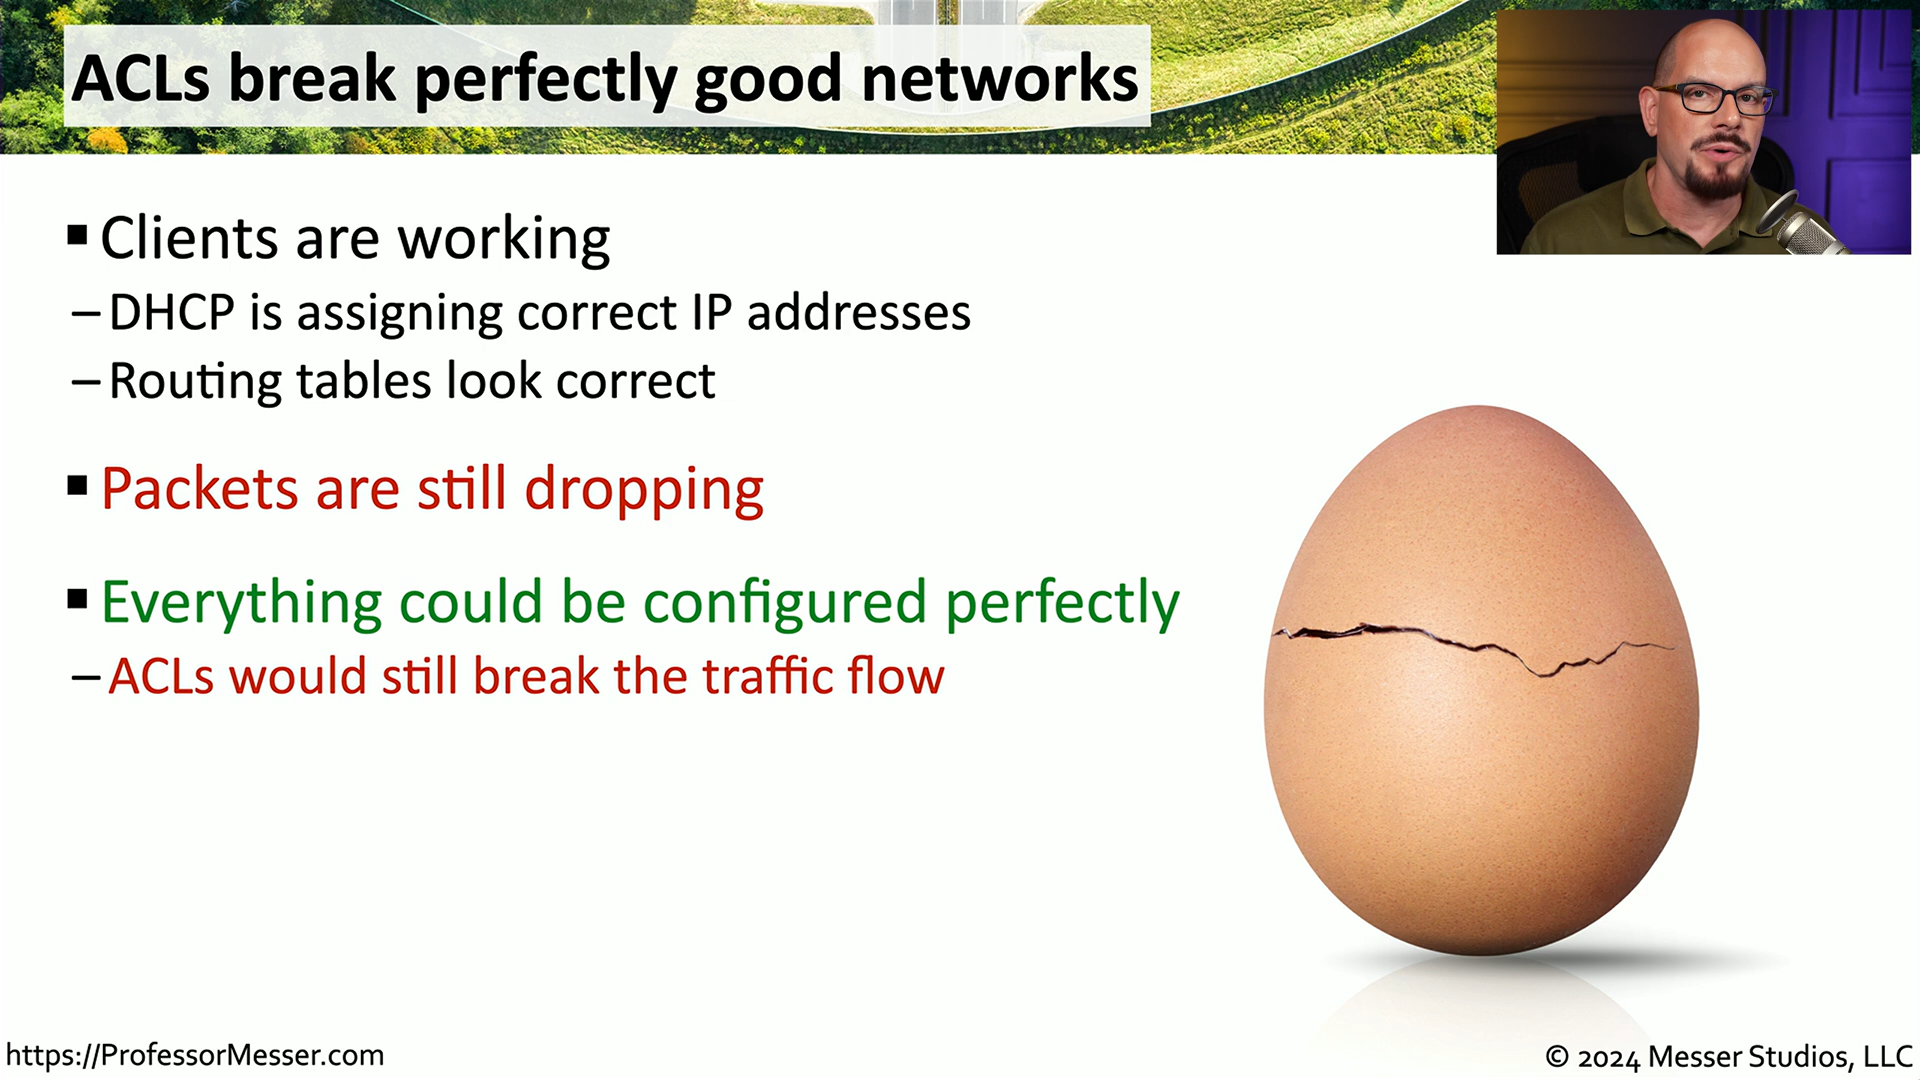 ACLs break perfectly good networks
▪ Clients are working
– DHCP is assigning correct IP addresses
– Routing tables look correct
▪ Packets are still dropping
▪ Everything could be configured perfectly
– ACLs would still break the traffic flow
https://ProfessorMesser.com
© 2024 Messer Studios, LLC